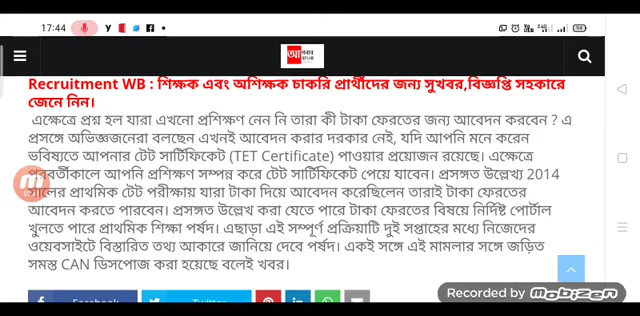 17:44
আ
Recruitment WB : শিক্ষক এবং অশিক্ষক চাকরি প্রার্থীদের জন্য সুখবর,বিজ্ঞপ্তি সহকারে
জেনে নিন।
এক্ষেত্রে প্রশ্ন হল যারা এখনো প্রশিক্ষণ নেন নি তারা কী টাকা ফেরতের জন্য আবেদন করবেন ? এ
প্রসঙ্গে অভিজ্ঞজনেরা বলছেন এখনই আবেদন করার দরকার নেই, যদি আপনি মনে করেন
ভবিষ্যতে আপনার টেট সার্টিফিকেট (TET Certificate) পাওয়ার প্রয়োজন রয়েছে। এক্ষেত্রে
পরবর্তীকালে আপনি প্রশিক্ষণ সম্পন্ন করে টেট সার্টিফিকেট পেয়ে যাবেন। প্রসঙ্গত উল্লেখ্য 2014
সালের প্রাথমিক টেট পরীক্ষায় যারা টাকা দিয়ে আবেদন করেছিলেন তারাই টাকা ফেরতের
আবেদন করতে পারবেন। প্রসঙ্গত উল্লেখ করা যেতে পারে টাকা ফেরতের বিষয়ে নির্দিষ্ট পোর্টাল
খুলতে পারে প্রাথমিক শিক্ষা পর্ষদ। এছাড়া এই সম্পূর্ণ প্রক্রিয়াটি দুই সপ্তাহের মধ্যে নিজেদের
ওয়েবসাইটে বিস্তারিত তথ্য আকারে জানিয়ে দেবে পর্ষদ। একই সঙ্গে এই মামলার সঙ্গে জড়িত
সমস্ত CAN ডিসপোজ করা হয়েছে বলেই খবর।
Facebook
Twitter
Recorded by mobizen